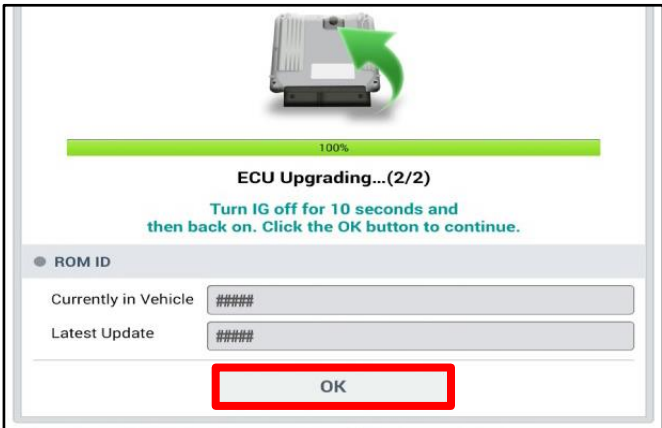 100%
ECU Upgrading...(2/2)
Turn IG off for 10 seconds and
then back on. Click the OK button to continue.
ROM ID
Currently in Vehicle #####
Latest Update #####
OK